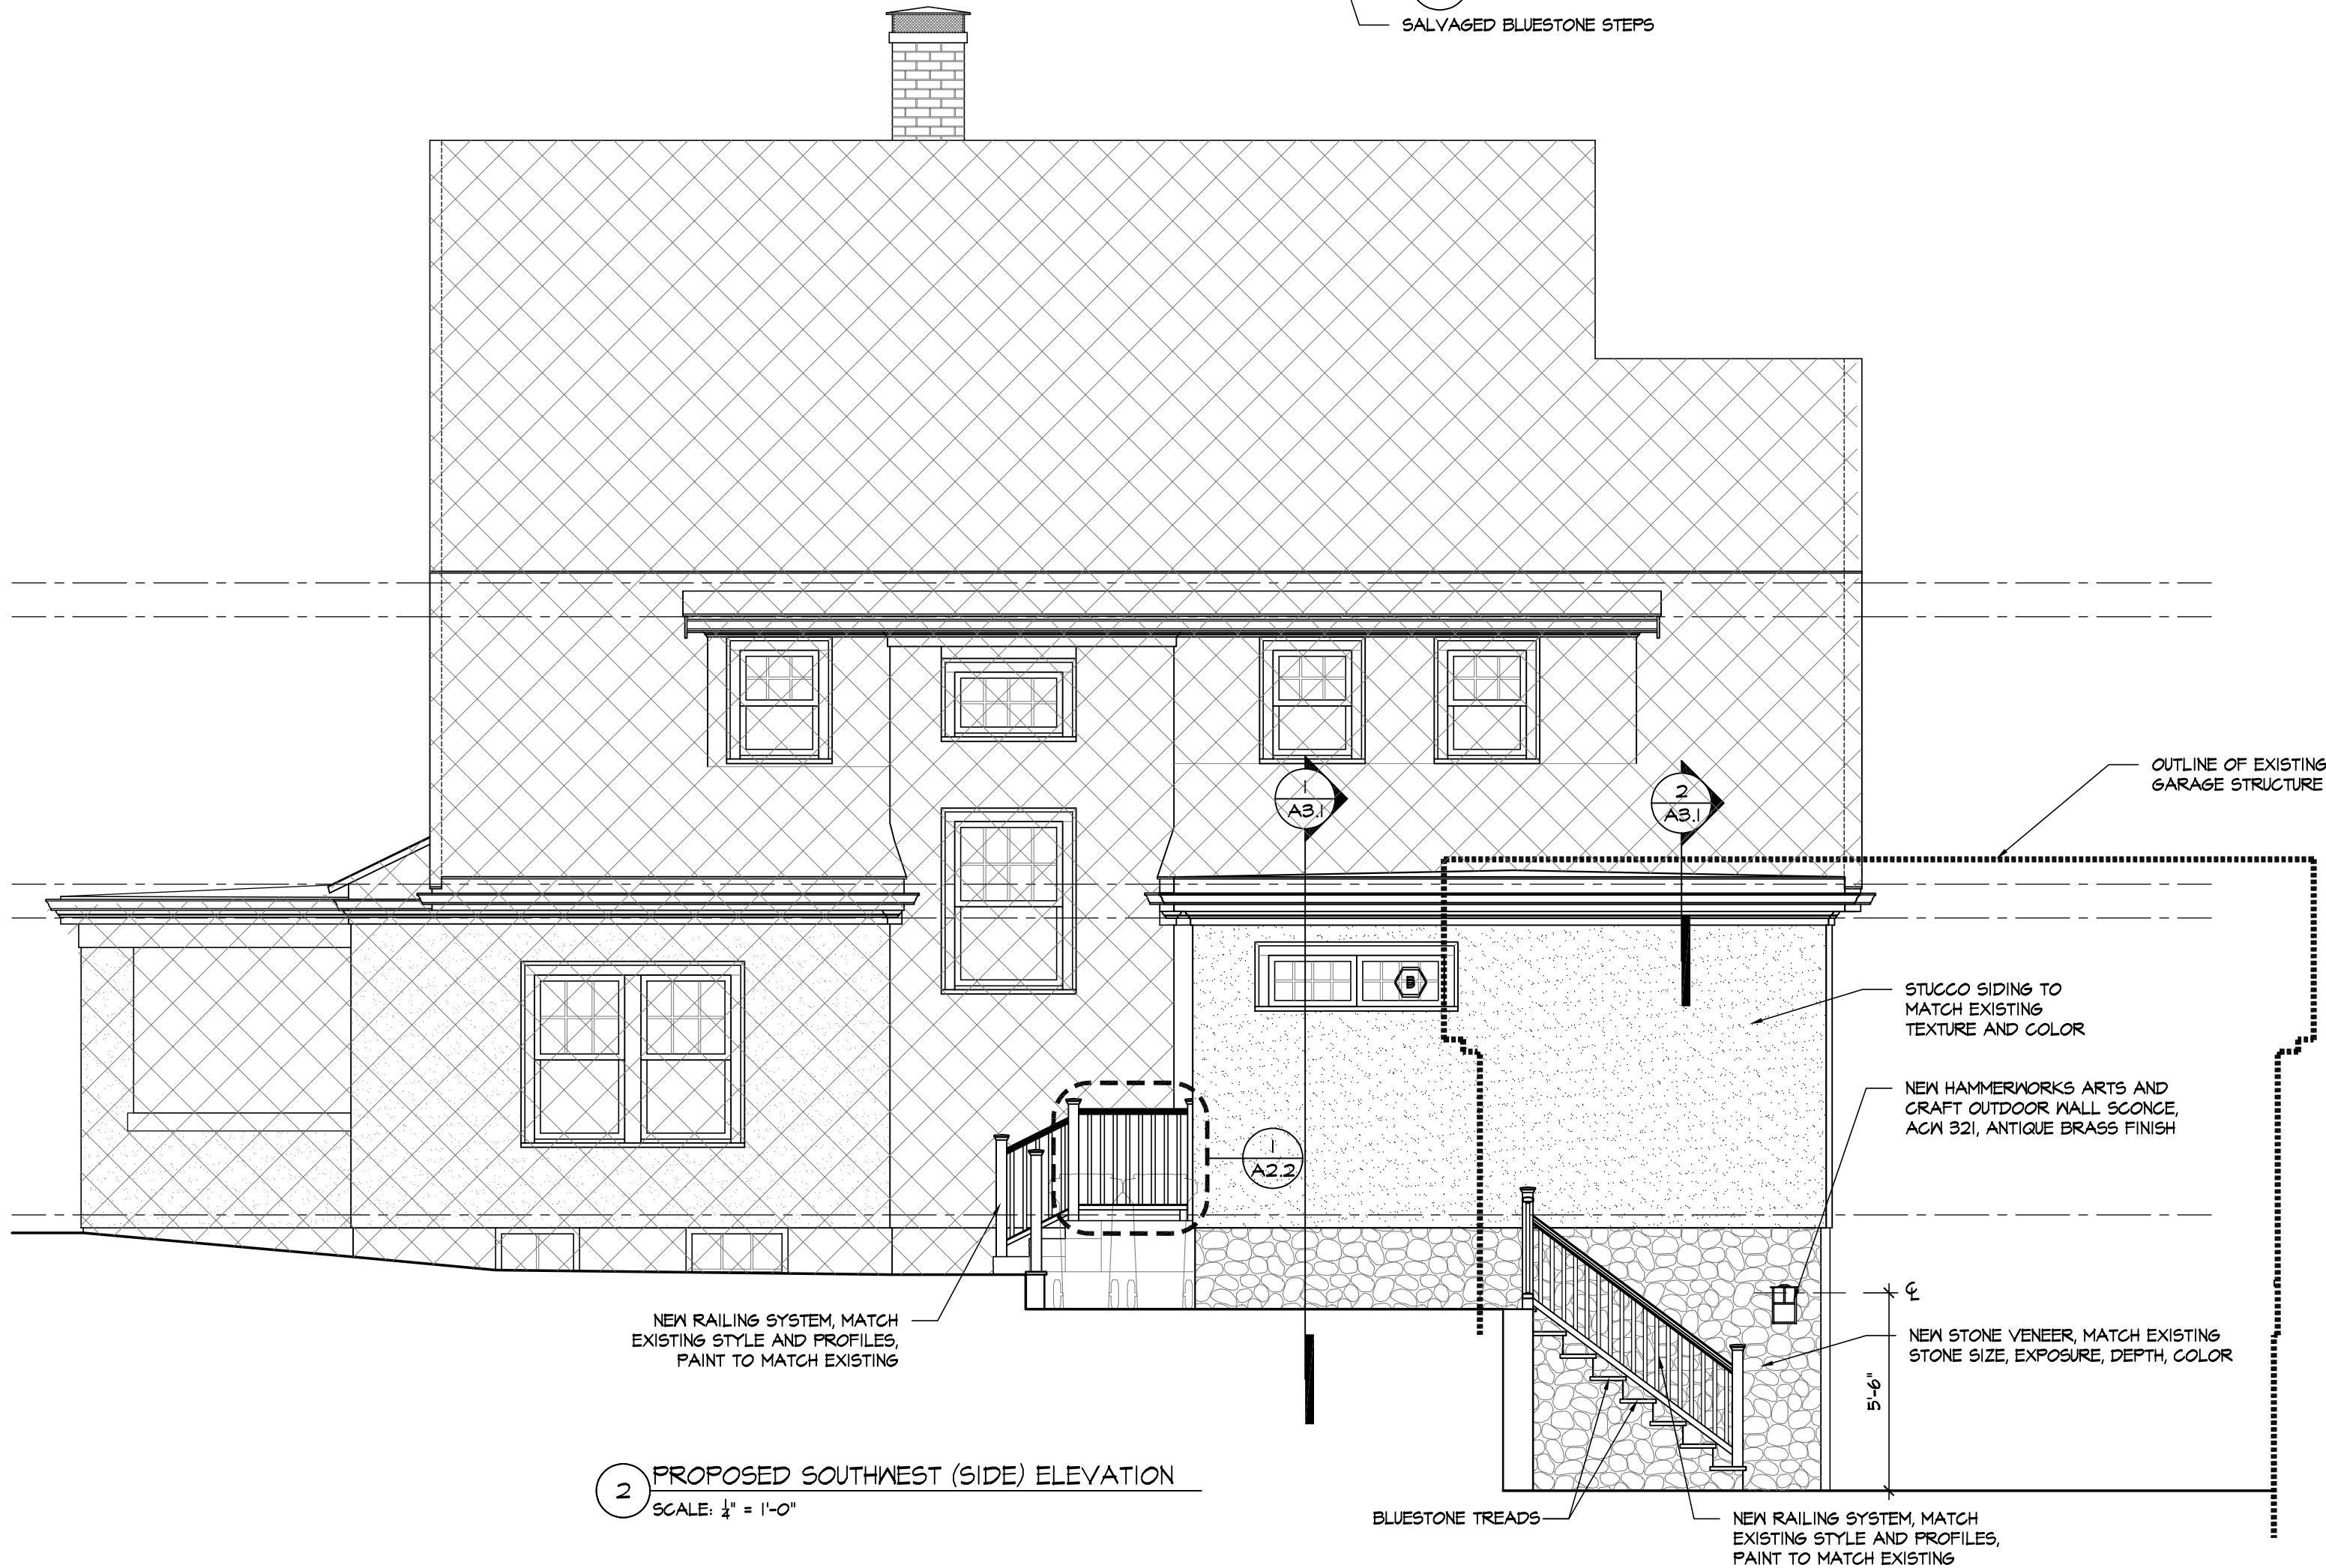 SALVAGED BLUESTONE STEPS
OUTLINE OF EXISTING
GARAGE STRUCTURE
1
A3.1
2
A3.1
B
STUCCO SIDING TO
MATCH EXISTING
TEXTURE AND COLOR
NEW HAMMERWORKS ARTS AND
CRAFT OUTDOOR WALL SCONCE,
ACW 321, ANTIQUE BRASS FINISH
1
A2.2
℄
NEW RAILING SYSTEM, MATCH
EXISTING STYLE AND PROFILES,
PAINT TO MATCH EXISTING
NEW STONE VENEER, MATCH EXISTING
STONE SIZE, EXPOSURE, DEPTH, COLOR
5'-6"
2
PROPOSED SOUTHWEST (SIDE) ELEVATION
SCALE: 1/4" = 1'-0"
BLUESTONE TREADS
NEW RAILING SYSTEM, MATCH
EXISTING STYLE AND PROFILES,
PAINT TO MATCH EXISTING